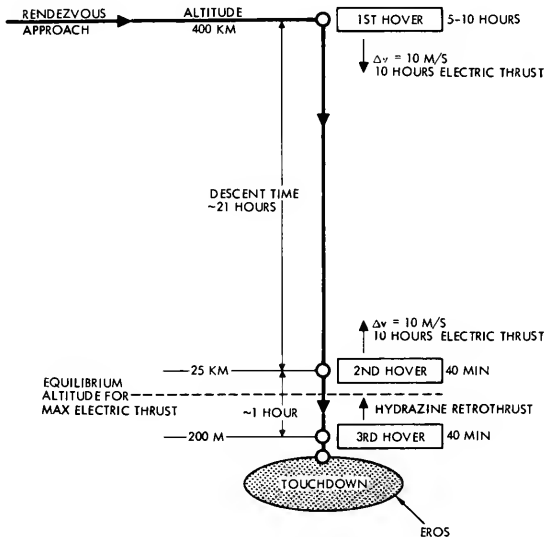 RENDEZVOUS
APPROACH
ALTITUDE
400 KM
1ST HOVER
5-10 HOURS
Δv = 10 M/S
10 HOURS ELECTRIC THRUST
DESCENT TIME
~21 HOURS
Δv = 10 M/S
10 HOURS ELECTRIC THRUST
25 KM
2ND HOVER
40 MIN
EQUILIBRIUM
ALTITUDE FOR
MAX ELECTRIC THRUST
~1 HOUR
HYDRAZINE RETROTHRUST
200 M
3RD HOVER
40 MIN
TOUCHDOWN
EROS